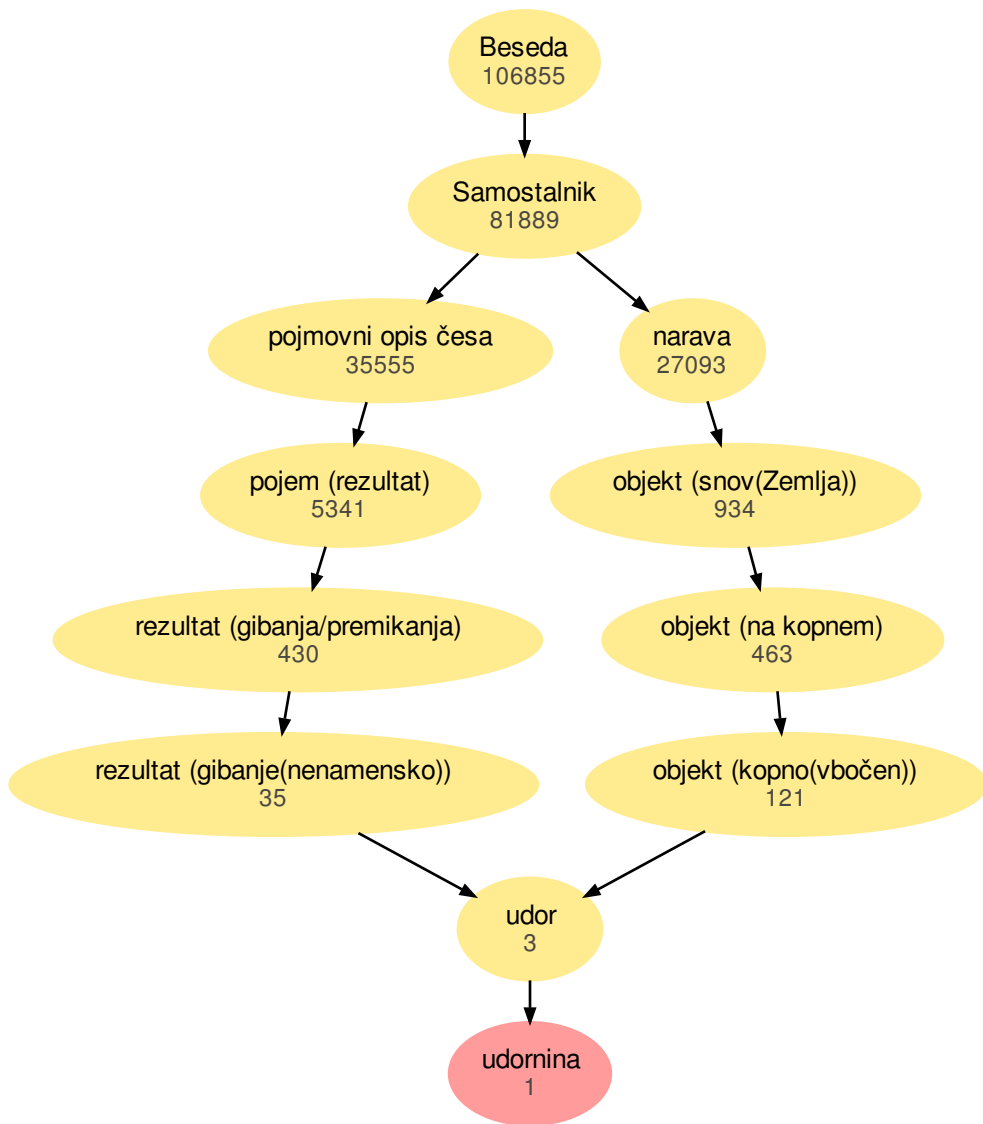 Beseda
106855
Samostalnik
81889
pojmovni opis česa
35555
narava
27093
pojem (rezultat)
5341
objekt (snov(Zemlja))
934
rezultat (gibanja/premikanja)
430
objekt (na kopnem)
463
rezultat (gibanje(nenamensko))
35
objekt (kopno(vbočen))
121
udor
3
udornina
1